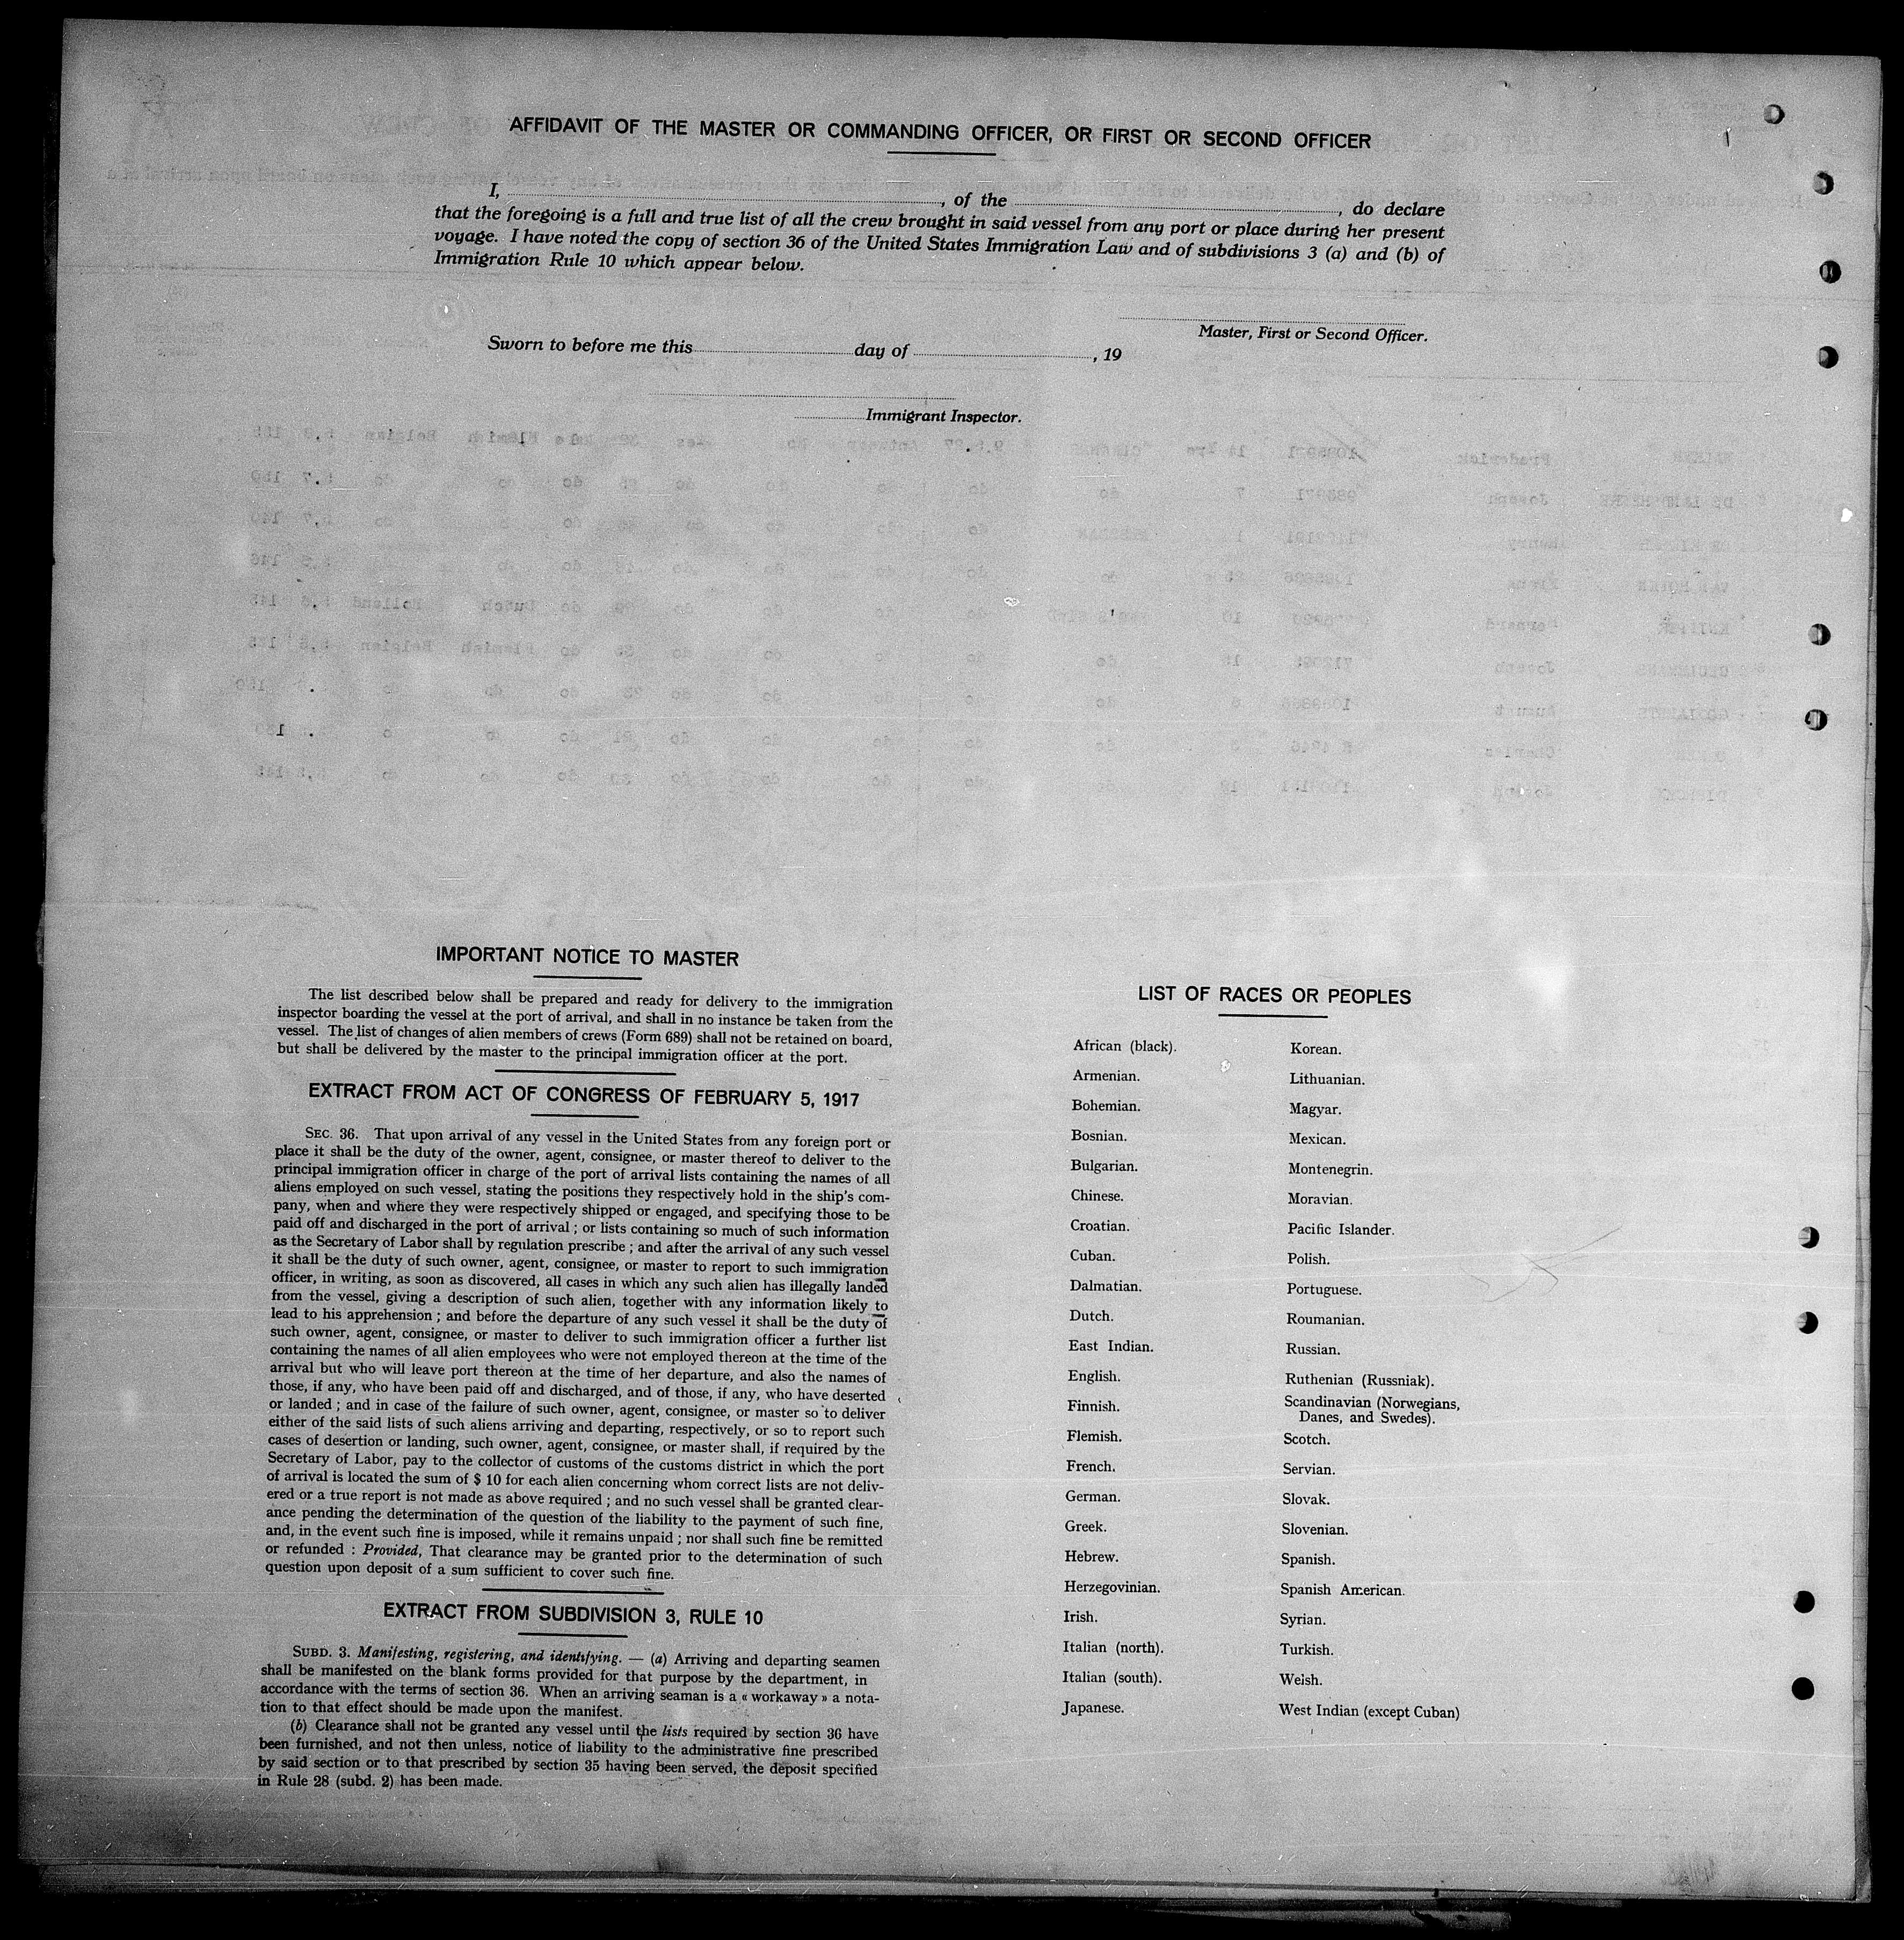 AFFIDAVIT OF THE MASTER OR COMMANDING OFFICER, OR FIRST OR SECOND OFFICER
I, , of the , do declare
that the foregoing is a full and true list of all the crew brought in said vessel from any port or place during her present
voyage. I have noted the copy of section 36 of the United States Immigration Law and of subdivisions 3 (a) and (b) of
Immigration Rule 10 which appear below.
Master, First or Second Officer.
Sworn to before me this day of , 19
Immigrant Inspector.
IMPORTANT NOTICE TO MASTER
The list described below shall be prepared and ready for delivery to the immigration
inspector boarding the vessel at the port of arrival, and shall in no instance be taken from the
vessel. The list of changes of alien members of crews (Form 689) shall not be retained on board,
but shall be delivered by the master to the principal immigration officer at the port.
EXTRACT FROM ACT OF CONGRESS OF FEBRUARY 5, 1917
SEC. 36. That upon arrival of any vessel in the United States from any foreign port or
place it shall be the duty of the owner, agent, consignee, or master thereof to deliver to the
principal immigration officer in charge of the port of arrival lists containing the names of all
aliens employed on such vessel, stating the positions they respectively hold in the ship's com-
pany, when and where they were respectively shipped or engaged, and specifying those to be
paid off and discharged in the port of arrival ; or lists containing so much of such information
as the Secretary of Labor shall by regulation prescribe ; and after the arrival of any such vessel
it shall be the duty of such owner, agent, consignee, or master to report to such immigration
officer, in writing, as soon as discovered, all cases in which any such alien has illegally landed
from the vessel, giving a description of such alien, together with any information likely to
lead to his apprehension ; and before the departure of any such vessel it shall be the duty of
such owner, agent, consignee, or master to deliver to such immigration officer a further list
containing the names of all alien employees who were not employed thereon at the time of the
arrival but who will leave port thereon at the time of her departure, and also the names of
those, if any, who have been paid off and discharged, and of those, if any, who have deserted
or landed ; and in case of the failure of such owner, agent, consignee, or master so to deliver
either of the said lists of such aliens arriving and departing, respectively, or so to report such
cases of desertion or landing, such owner, agent, consignee, or master shall, if required by the
Secretary of Labor, pay to the collector of customs of the customs district in which the port
of arrival is located the sum of $ 10 for each alien concerning whom correct lists are not deliv-
ered or a true report is not made as above required ; and no such vessel shall be granted clear-
ance pending the determination of the question of the liability to the payment of such fine,
and, in the event such fine is imposed, while it remains unpaid ; nor shall such fine be remitted
or refunded : Provided, That clearance may be granted prior to the determination of such
question upon deposit of a sum sufficient to cover such fine.
EXTRACT FROM SUBDIVISION 3, RULE 10
SUBD. 3. Manifesting, registering, and identifying. — (a) Arriving and departing seamen
shall be manifested on the blank forms provided for that purpose by the department, in
accordance with the terms of section 36. When an arriving seaman is a « workaway » a nota-
tion to that effect should be made upon the manifest.
(b) Clearance shall not be granted any vessel until the lists required by section 36 have
been furnished, and not then unless, notice of liability to the administrative fine prescribed
by said section or to that prescribed by section 35 having been served, the deposit specified
in Rule 28 (subd. 2) has been made.
LIST OF RACES OR PEOPLES
African (black).
Armenian.
Bohemian.
Bosnian.
Bulgarian.
Chinese.
Croatian.
Cuban.
Dalmatian.
Dutch.
East Indian.
English.
Finnish.
Flemish.
French.
German.
Greek.
Hebrew.
Herzegovinian.
Irish.
Italian (north).
Italian (south).
Japanese.
Korean.
Lithuanian.
Magyar.
Mexican.
Montenegrin.
Moravian.
Pacific Islander.
Polish.
Portuguese.
Roumanian.
Russian.
Ruthenian (Russniak).
Scandinavian (Norwegians,
Danes, and Swedes).
Scotch.
Servian.
Slovak.
Slovenian.
Spanish.
Spanish American.
Syrian.
Turkish.
Welsh.
West Indian (except Cuban)